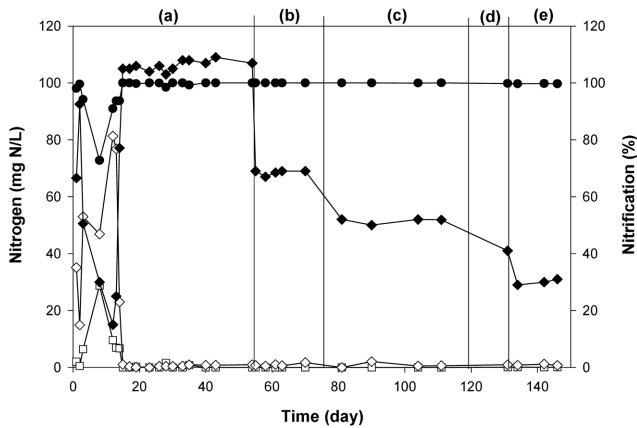 (a) (b) (c) (d) (e)
120 120
100 100
80 80
60 60
40 40
20 20
0 0
0 20 40 60 80 100 120 140
Nitrogen (mg N/L)
Nitrification (%)
Time (day)